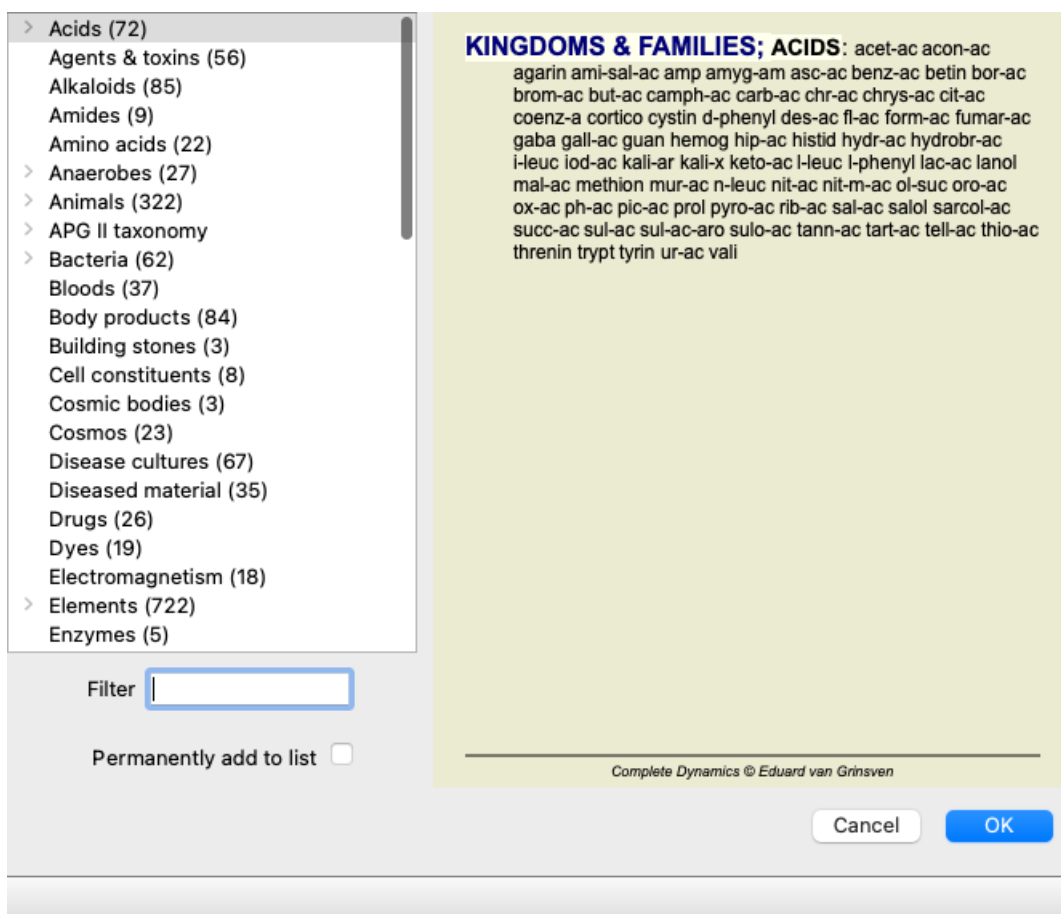 Acids (72)
Agents & toxins (56)
Alkaloids (85)
Amides (9)
Amino acids (22)
Anaerobes (27)
Animals (322)
APG II taxonomy
Bacteria (62)
Bloods (37)
Body products (84)
Building stones (3)
Cell constituents (8)
Cosmic bodies (3)
Cosmos (23)
Disease cultures (67)
Diseased material (35)
Drugs (26)
Dyes (19)
Electromagnetism (18)
Elements (722)
Enzymes (5)
Filter
Permanently add to list
KINGDOMS & FAMILIES; ACIDS: acet-ac acon-ac
agarin ami-sal-ac amp amyg-am asc-ac benz-ac betin bor-ac
brom-ac but-ac camph-ac carb-ac chr-ac chrys-ac cit-ac
coenz-a cortico cystin d-phenyl des-ac fl-ac form-ac fumar-ac
gaba gall-ac guan hemog hip-ac histid hydr-ac hydrobr-ac
i-leuc iod-ac kali-ar kali-x keto-ac l-leuc l-phenyl lac-ac lanol
mal-ac methion mur-ac n-leuc nit-ac nit-m-ac ol-suc oro-ac
ox-ac ph-ac pic-ac prol pyro-ac rib-ac sal-ac salol sarcol-ac
succ-ac sul-ac sul-ac-aro sulo-ac tann-ac tart-ac tell-ac thio-ac
threnin trypt tyrin ur-ac vali
Complete Dynamics © Eduard van Grinsven
Cancel
OK